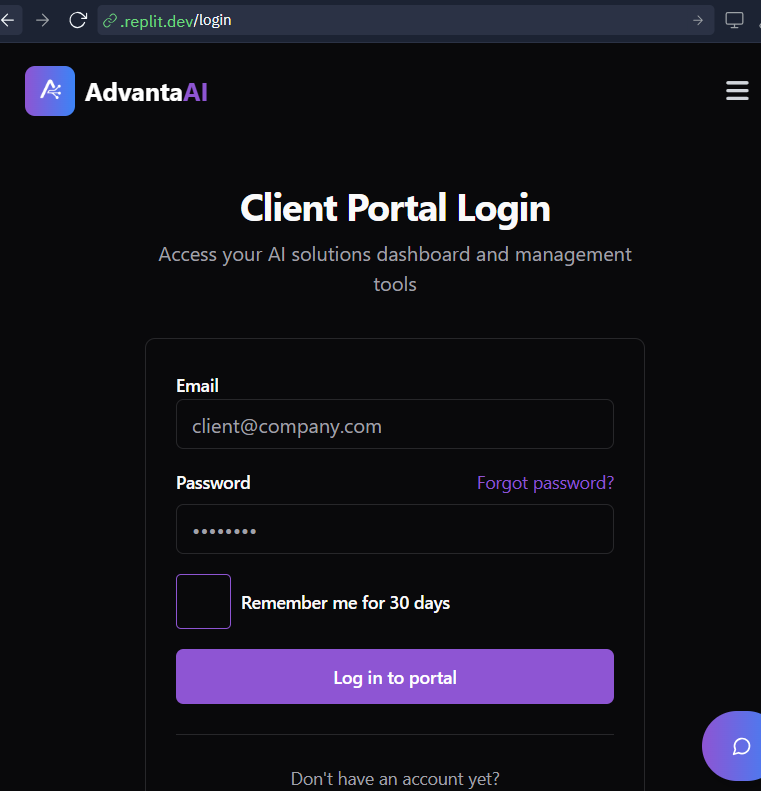 .replit.dev/login
AdvantaAI
Client Portal Login
Access your AI solutions dashboard and management
tools
Email
client@company.com
Password Forgot password?
••••••••
Remember me for 30 days
Log in to portal
Don't have an account yet?